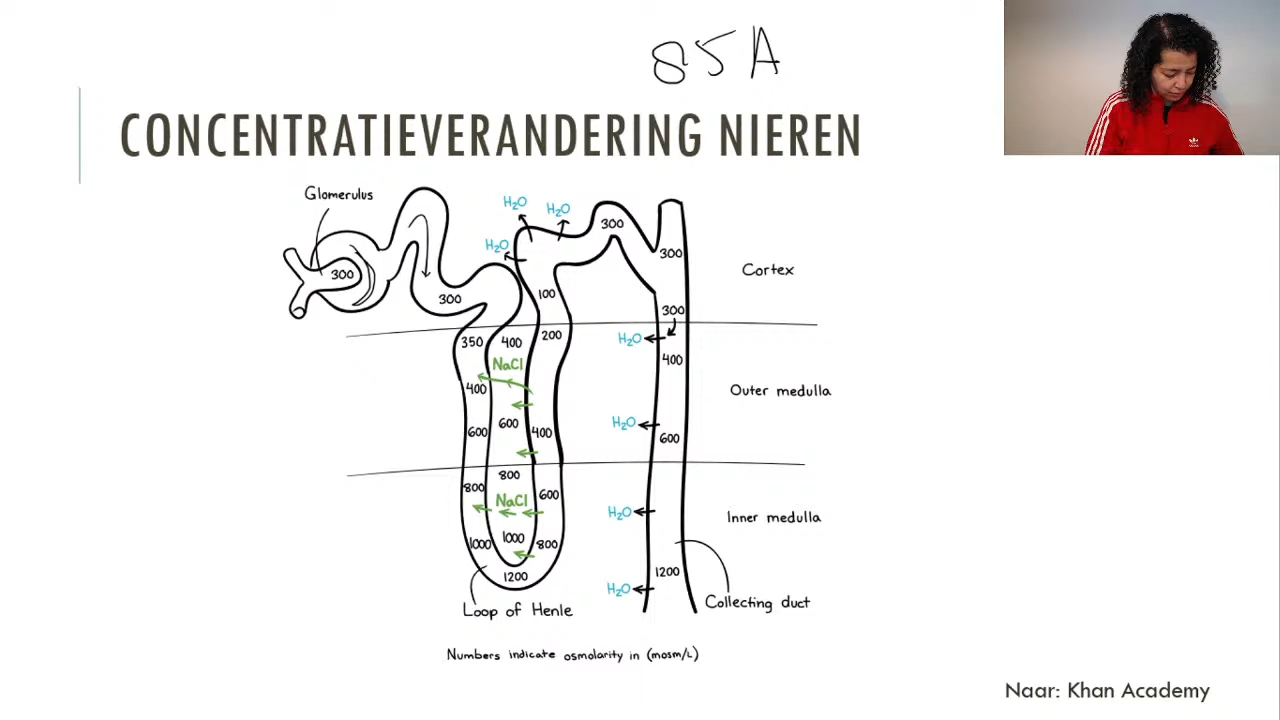 85A
CONCENTRATIEVERANDERING NIEREN
Glomerulus
H₂O
H₂O
H₂O
300
300
300
300
100
300
Cortex
350
400
200
H₂O
400
NaCl
400
Outer medulla
600
600
400
H₂O
600
800
800
600
NaCl
H₂O
Inner medulla
1000
1000
800
1200
1200
H₂O
Loop of Henle
Collecting duct
Numbers indicate osmolarity in (mosm/L)
Naar: Khan Academy